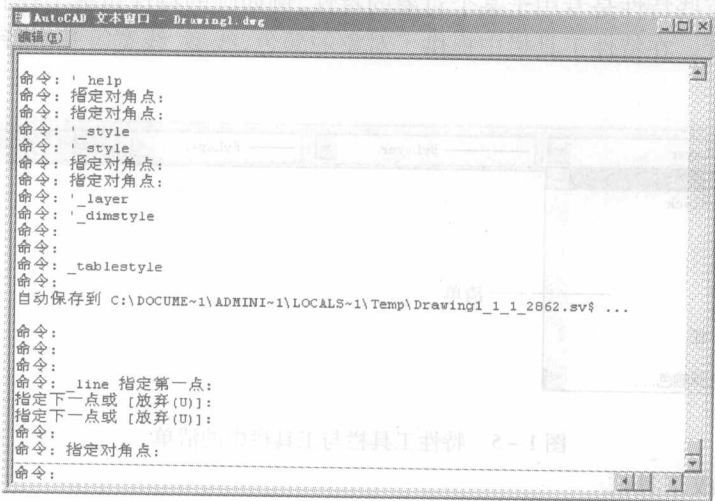 AutoCAD 文本窗口 - Drawing1.dwg
编辑(E)
命令: '_help
命令: 指定对角点:
命令: 指定对角点:
命令: '_style
命令: '_style
命令: 指定对角点:
命令: 指定对角点:
命令: '_layer
命令: '_dimstyle
命令:
命令:
命令: _tablestyle
命令:
自动保存到 C:\DOCUME~1\ADMINI~1\LOCALS~1\Temp\Drawing1_1_1_2862.sv$ ...
命令:
命令:
命令:
命令: _line 指定第一点:
指定下一点或 [放弃(U)]:
指定下一点或 [放弃(U)]:
命令:
命令: 指定对角点:
命令: